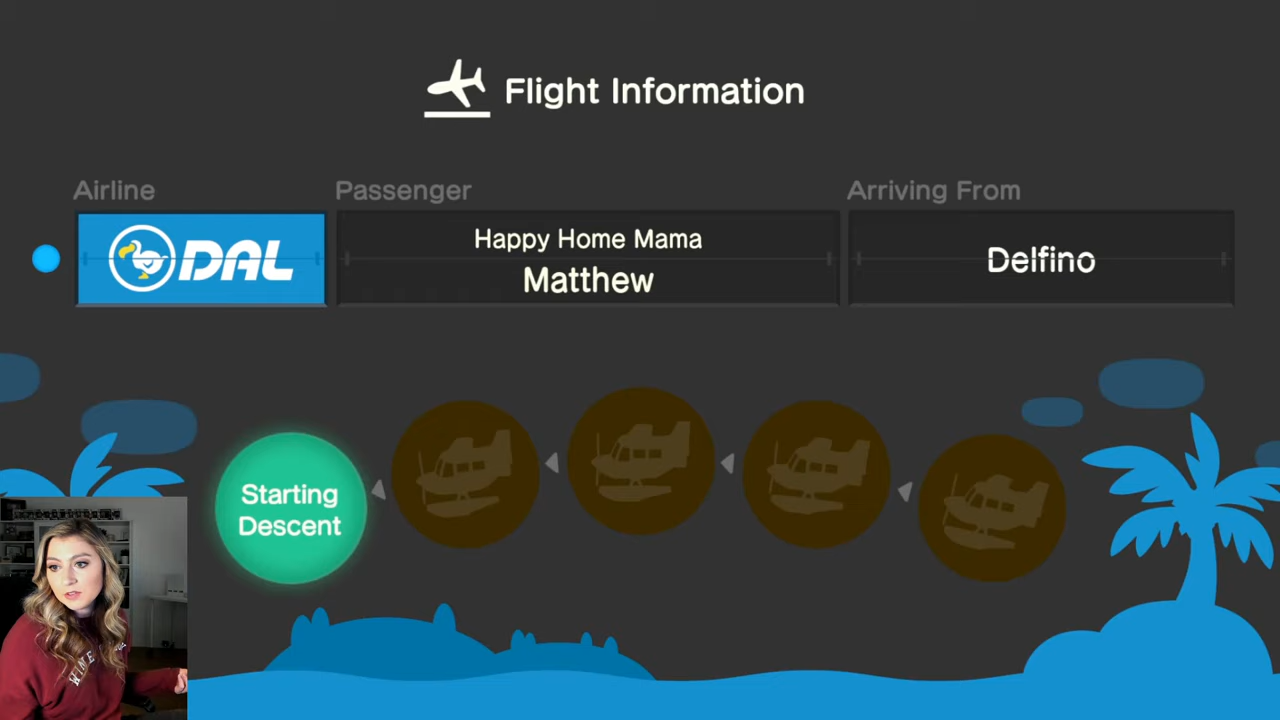 Flight Information
Airline
Passenger
Arriving From
DAL
Happy Home Mama
Matthew
Delfino
Starting
Descent